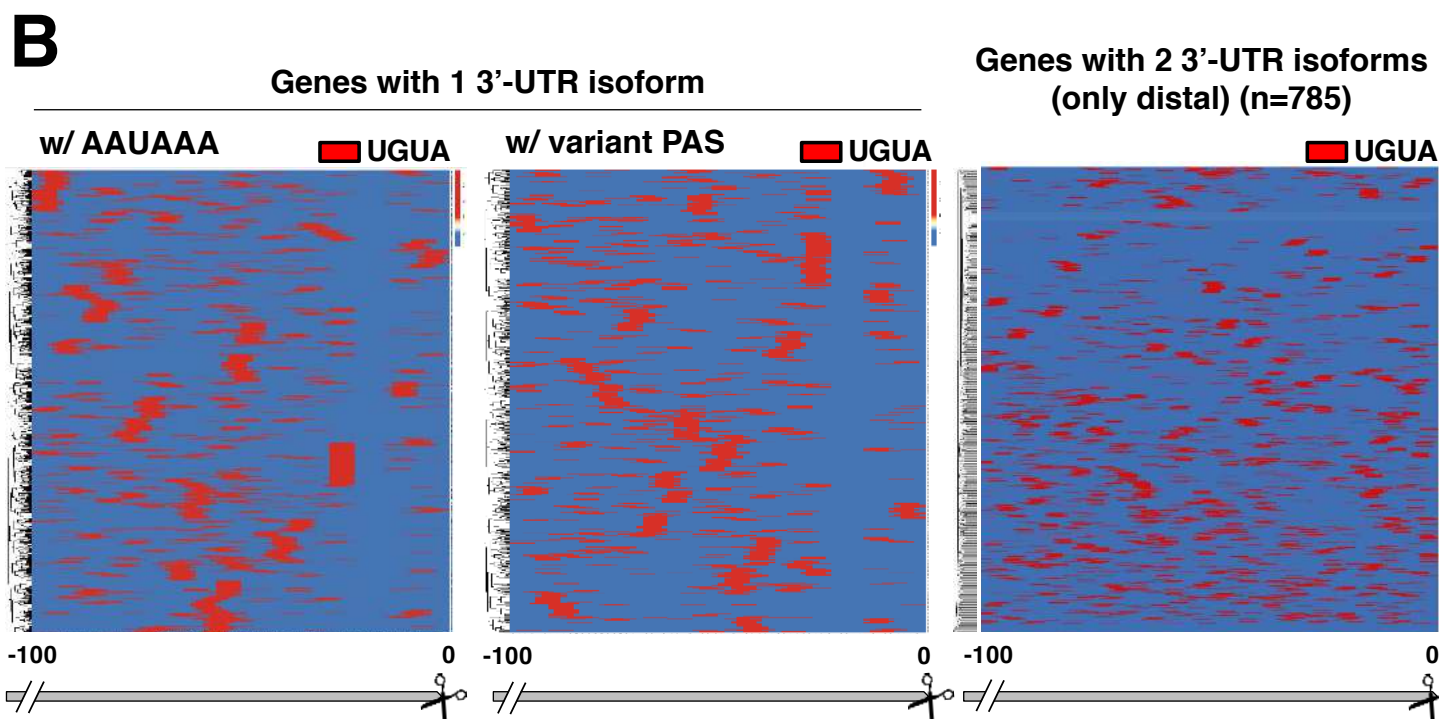 B
Genes with 1 3’-UTR isoform
Genes with 2 3’-UTR isoforms
(only distal) (n=785)
w/ AAUAAA
UGUA
w/ variant PAS
UGUA
UGUA
-100
0
-100
0
-100
0